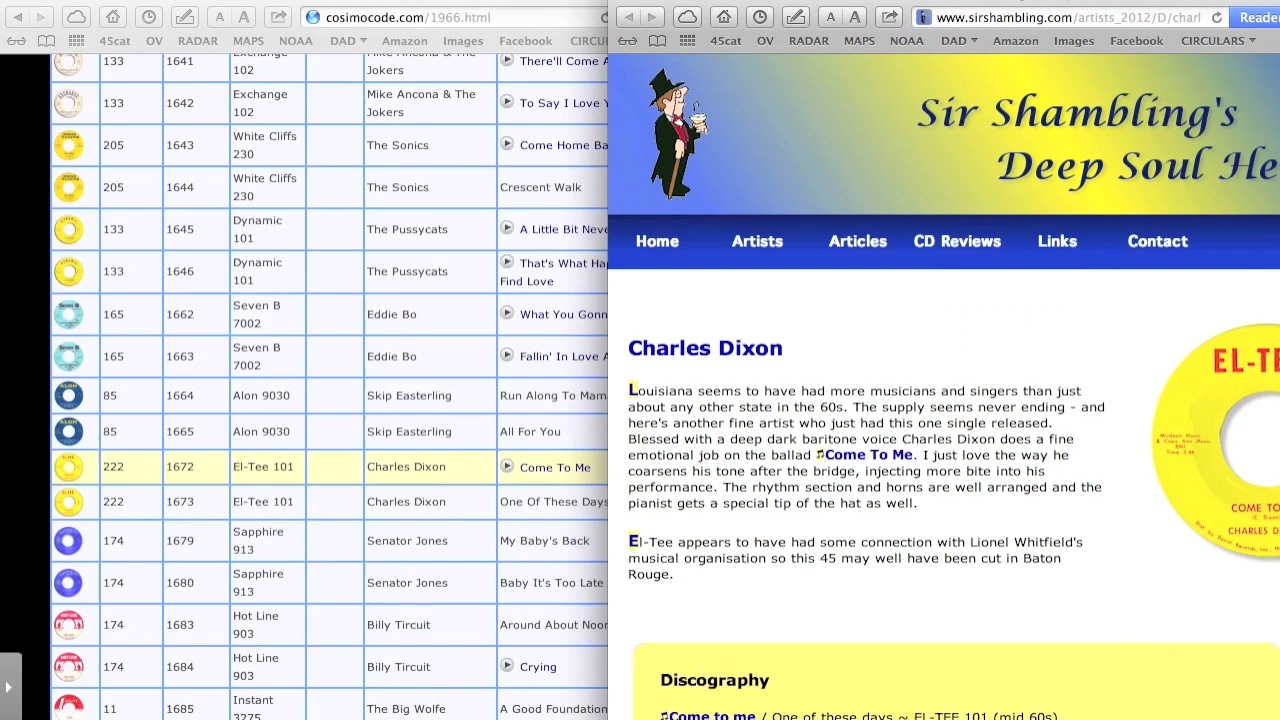 cosimocode.com/1966.html
45cat OV RADAR MAPS NOAA DAD Amazon Images Facebook CIRCU
133 1641 102 Mike Ancona & The Jokers There'll Come A
133 1642 Exchange 102 Mike Ancona & The Jokers To Say I Love Y
205 1643 White Cliffs 230 The Sonics Come Home Ba
205 1644 White Cliffs 230 The Sonics Crescent Walk
133 1645 Dynamic 101 The Pussycats A Little Bit Neve
133 1646 Dynamic 101 The Pussycats That's What Ha Find Love
165 1662 Seven B 7002 Eddie Bo What You Gonn
165 1663 Seven B 7002 Eddie Bo Fallin' In Love A
85 1664 Alon 9030 Skip Easterling Run Along To Mam
85 1665 Alon 9030 Skip Easterling All For You
222 1672 El-Tee 101 Charles Dixon Come To Me
222 1673 El-Tee 101 Charles Dixon One Of These Days
174 1679 Sapphire 913 Senator Jones My Babe's Back
174 1680 Sapphire 913 Senator Jones Baby It's Too Late
174 1683 Hot Line 903 Billy Tircuit Around About Noon
174 1684 Hot Line 903 Billy Tircuit Crying
11 1685 Instant 3275 The Big Wolfe A Good Foundation
www.sirshambling.com/artists_2012/D/charl
Reader
45cat OV RADAR MAPS NOAA DAD Amazon Images Facebook CIRCULARS
Sir Shambling's
Deep Soul He
Home Artists Articles CD Reviews Links Contact
Charles Dixon
Louisiana seems to have had more musicians and singers than just
about any other state in the 60s. The supply seems never ending - and
here's another fine artist who just had this one single released.
Blessed with a deep dark baritone voice Charles Dixon does a fine
emotional job on the ballad Come To Me. I just love the way he
coarsens his tone after the bridge, injecting more bite into his
performance. The rhythm section and horns are well arranged and the
pianist gets a special tip of the hat as well.
El-Tee appears to have had some connection with Lionel Whitfield's
musical organisation so this 45 may well have been cut in Baton
Rouge.
EL-TE
BMI
COME TO
CHARLES D
Discography
Come to me / One of these days ~ EL-TEE 101 (mid 60s)